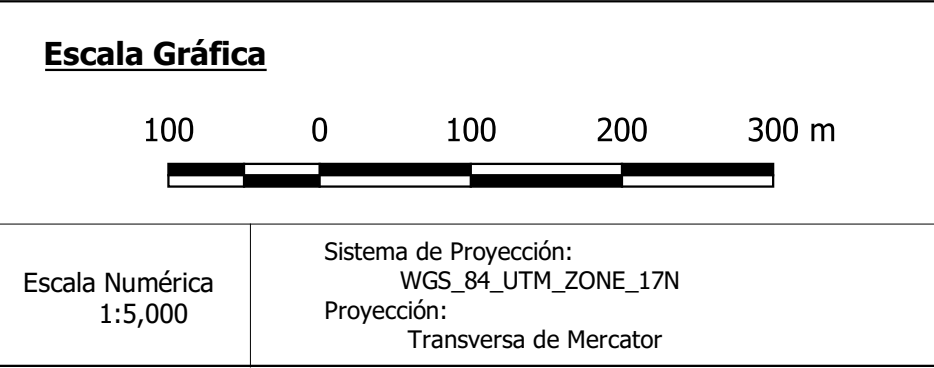 Escala Gráfica
100 0 100 200 300 m
Escala Numérica
1:5,000
Sistema de Proyección:
WGS_84_UTM_ZONE_17N
Proyección:
Transversa de Mercator